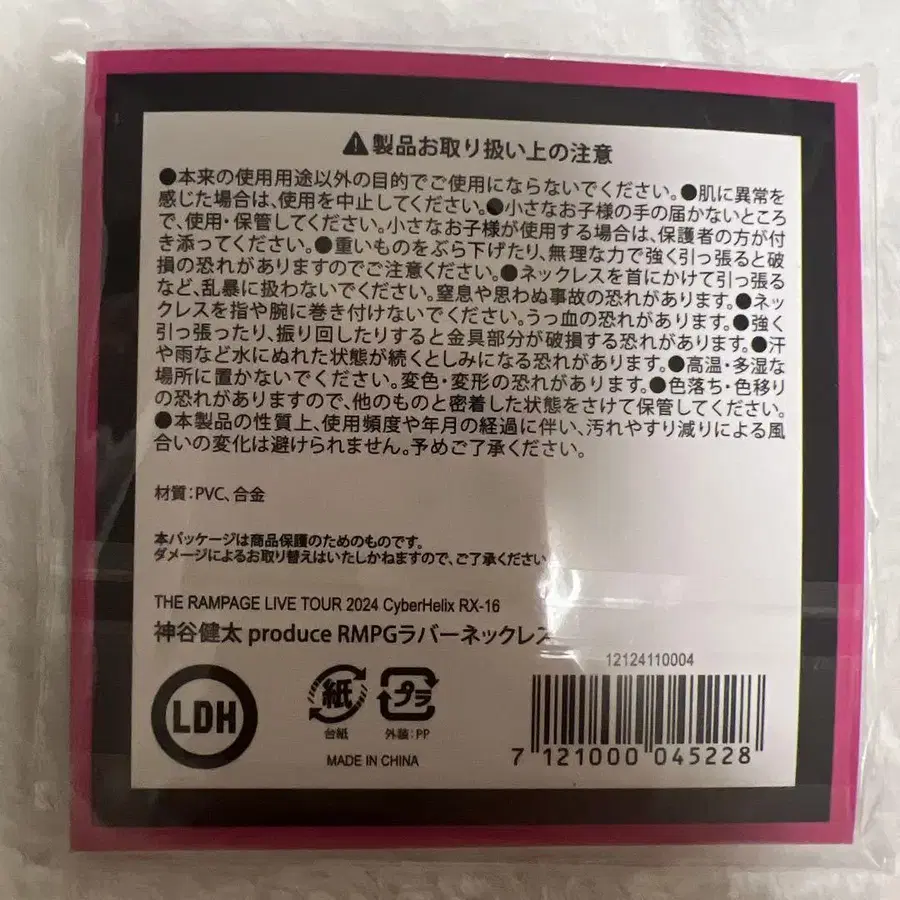 ⚠製品お取り扱い上の注意
●本来の使用用途以外の目的でご使用にならないでください。●肌に異常を
感じた場合は、使用を中止してください。●小さなお子様の手の届かないところ
で、使用・保管してください。小さなお子様が使用する場合は、保護者の方が付
き添ってください。●重いものをぶら下げたり、無理な力で強く引っ張ると破
損の恐れがありますのでご注意ください。●ネックレスを首にかけて引っ張る
など、乱暴に扱わないでください。窒息や思わぬ事故の恐れがあります。●ネッ
クレスを指や腕に巻き付けないでください。うっ血の恐れがあります。●強く
引っ張ったり、振り回したりすると金具部分が破損する恐れがあります。●汗
や雨など水にぬれた状態が続くとしみになる恐れがあります。●高温・多湿な
場所に置かないでください。変色・変形の恐れがあります。●色落ち・色移り
の恐れがありますので、他のものと密着した状態をさけて保管してください。
●本製品の性質上、使用頻度や年月の経過に伴い、汚れやすり減りによる風
合いの変化は避けられません。予めご了承ください。
材質：PVC、合金
本パッケージは商品保護のためのものです。
ダメージによるお取り替えはいたしかねますので、ご了承ください。
THE RAMPAGE LIVE TOUR 2024 CyberHelix RX-16
神谷健太 produce RMPGラバーネックレス
12124110004
LDH
紙
台紙
プラ
外装：PP
MADE IN CHINA
7 121000 045228